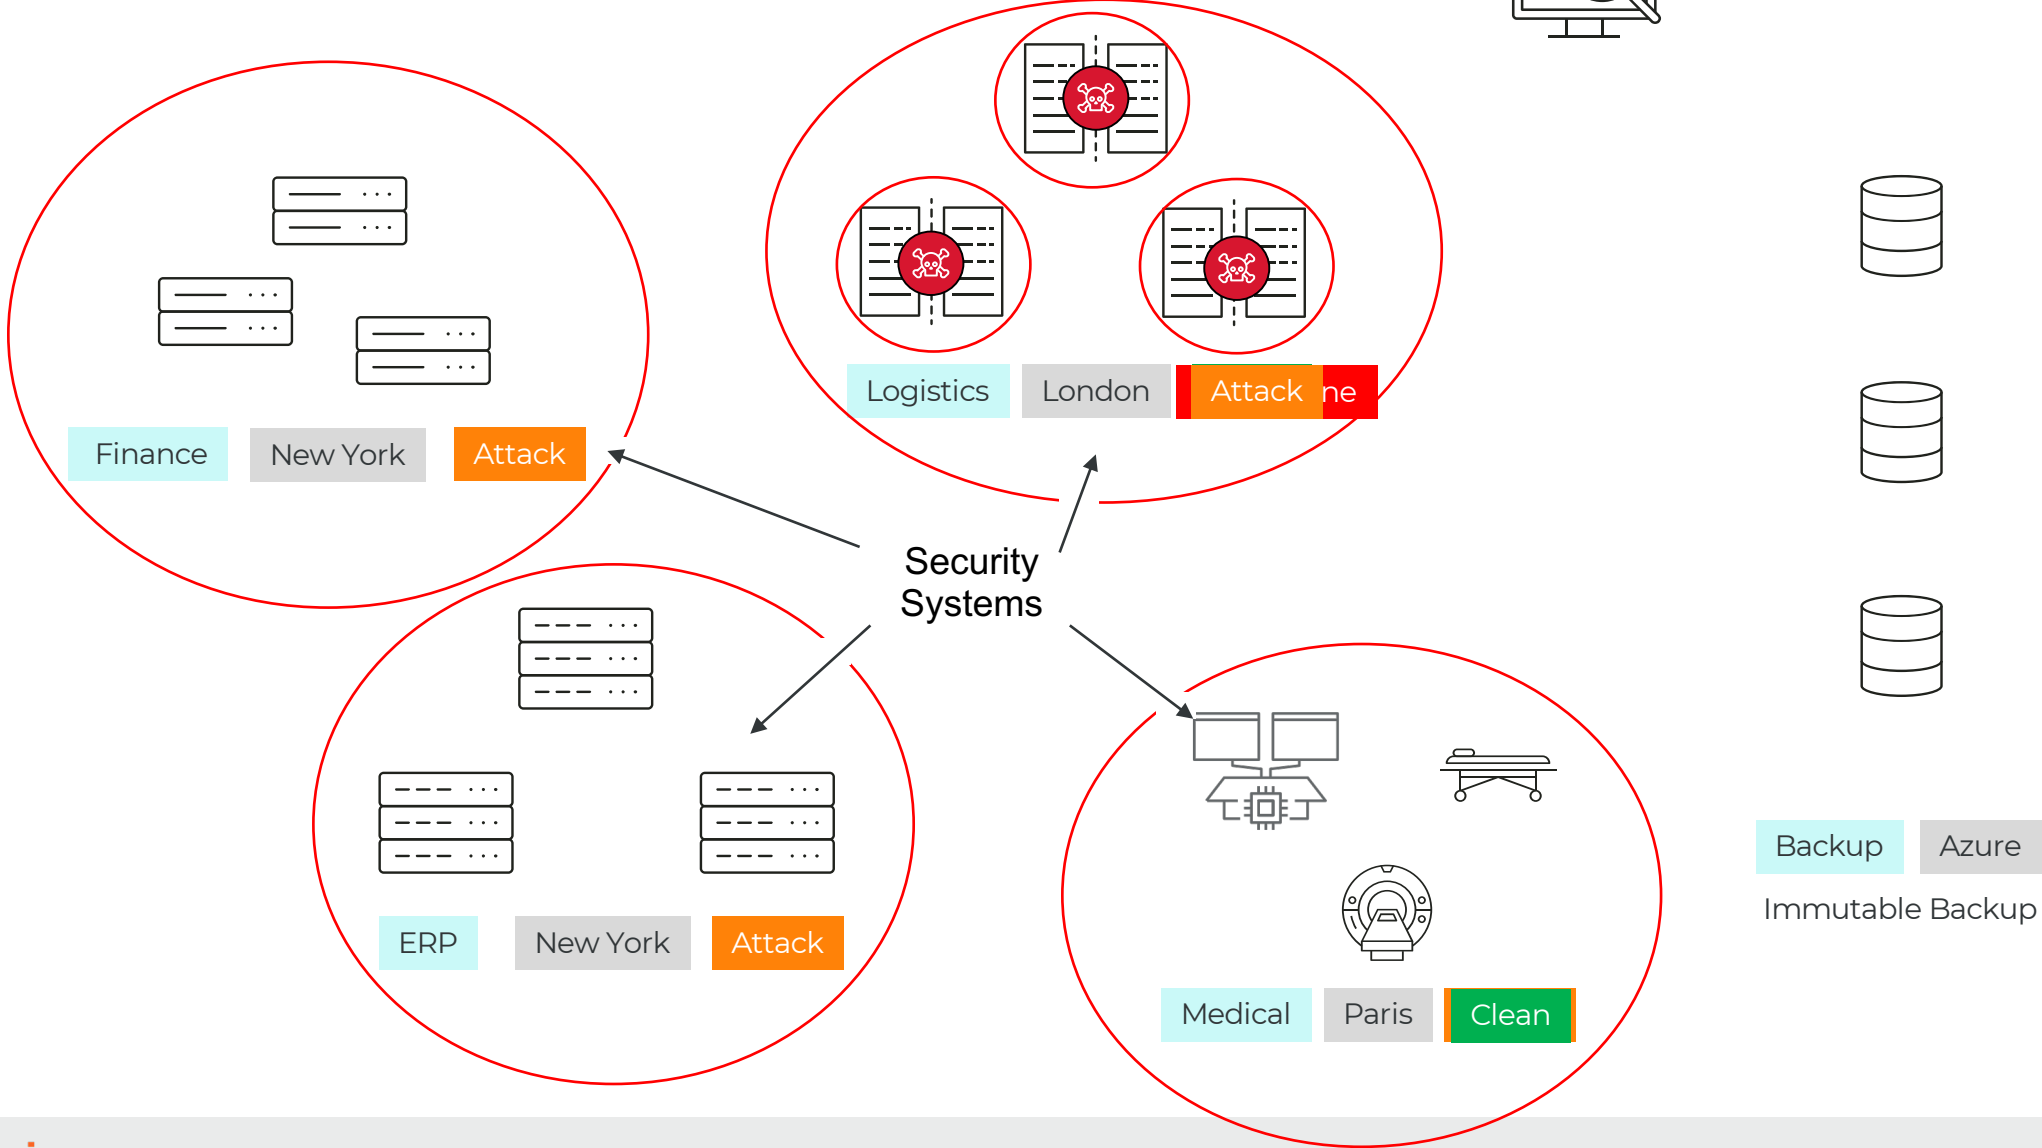 Logistics London Attack ne
Finance New York Attack
Security
Systems
Backup Azure
Immutable Backup
ERP New York Attack
Medical Paris Clean